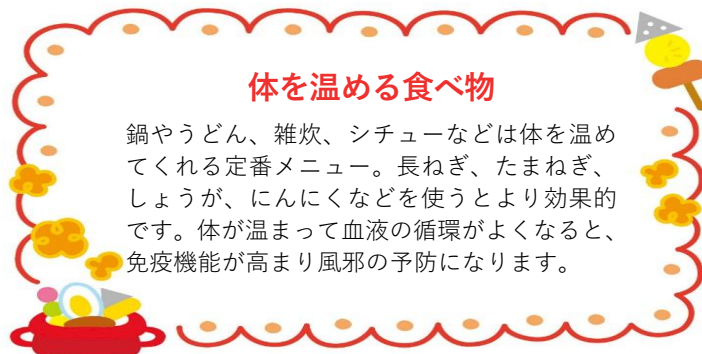 体を温める食べ物
鍋やうどん、雑炊、シチューなどは体を温め
てくれる定番メニュー。長ねぎ、たまねぎ、
しょうが、にんにくなどを使うとより効果的
です。体が温まって血液の循環がよくなると、
免疫機能が高まり風邪の予防になります。